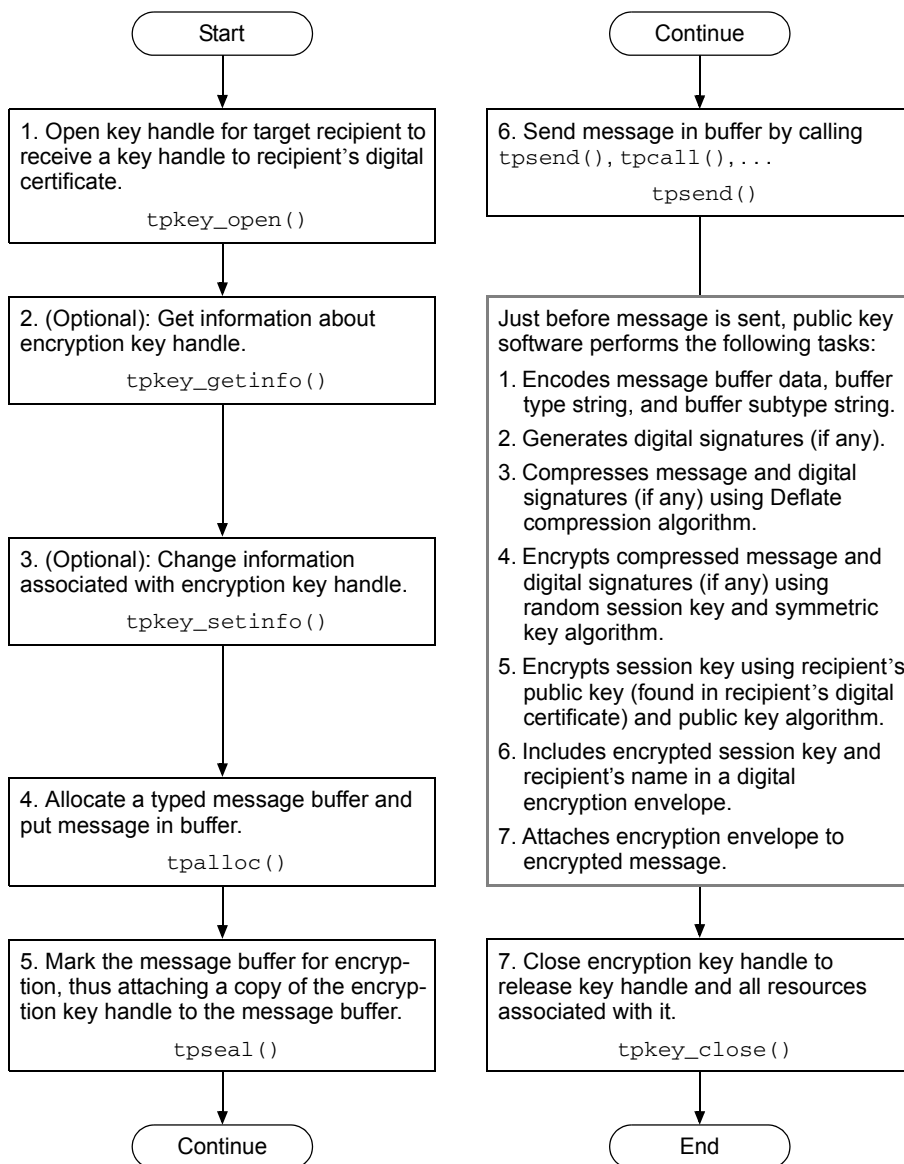 Start
1. Open key handle for target recipient to
receive a key handle to recipient's digital
certificate.
tpkey_open()
2. (Optional): Get information about
encryption key handle.
tpkey_getinfo()
3. (Optional): Change information
associated with encryption key handle.
tpkey_setinfo()
4. Allocate a typed message buffer and
put message in buffer.
tpalloc()
5. Mark the message buffer for encryp-
tion, thus attaching a copy of the encryp-
tion key handle to the message buffer.
tpseal()
Continue
Continue
6. Send message in buffer by calling
tpsend(), tpcall(), ...
tpsend()
Just before message is sent, public key
software performs the following tasks:
1. Encodes message buffer data, buffer
type string, and buffer subtype string.
2. Generates digital signatures (if any).
3. Compresses message and digital
signatures (if any) using Deflate
compression algorithm.
4. Encrypts compressed message and
digital signatures (if any) using
random session key and symmetric
key algorithm.
5. Encrypts session key using recipient's
public key (found in recipient's digital
certificate) and public key algorithm.
6. Includes encrypted session key and
recipient's name in a digital
encryption envelope.
7. Attaches encryption envelope to
encrypted message.
7. Close encryption key handle to
release key handle and all resources
associated with it.
tpkey_close()
End